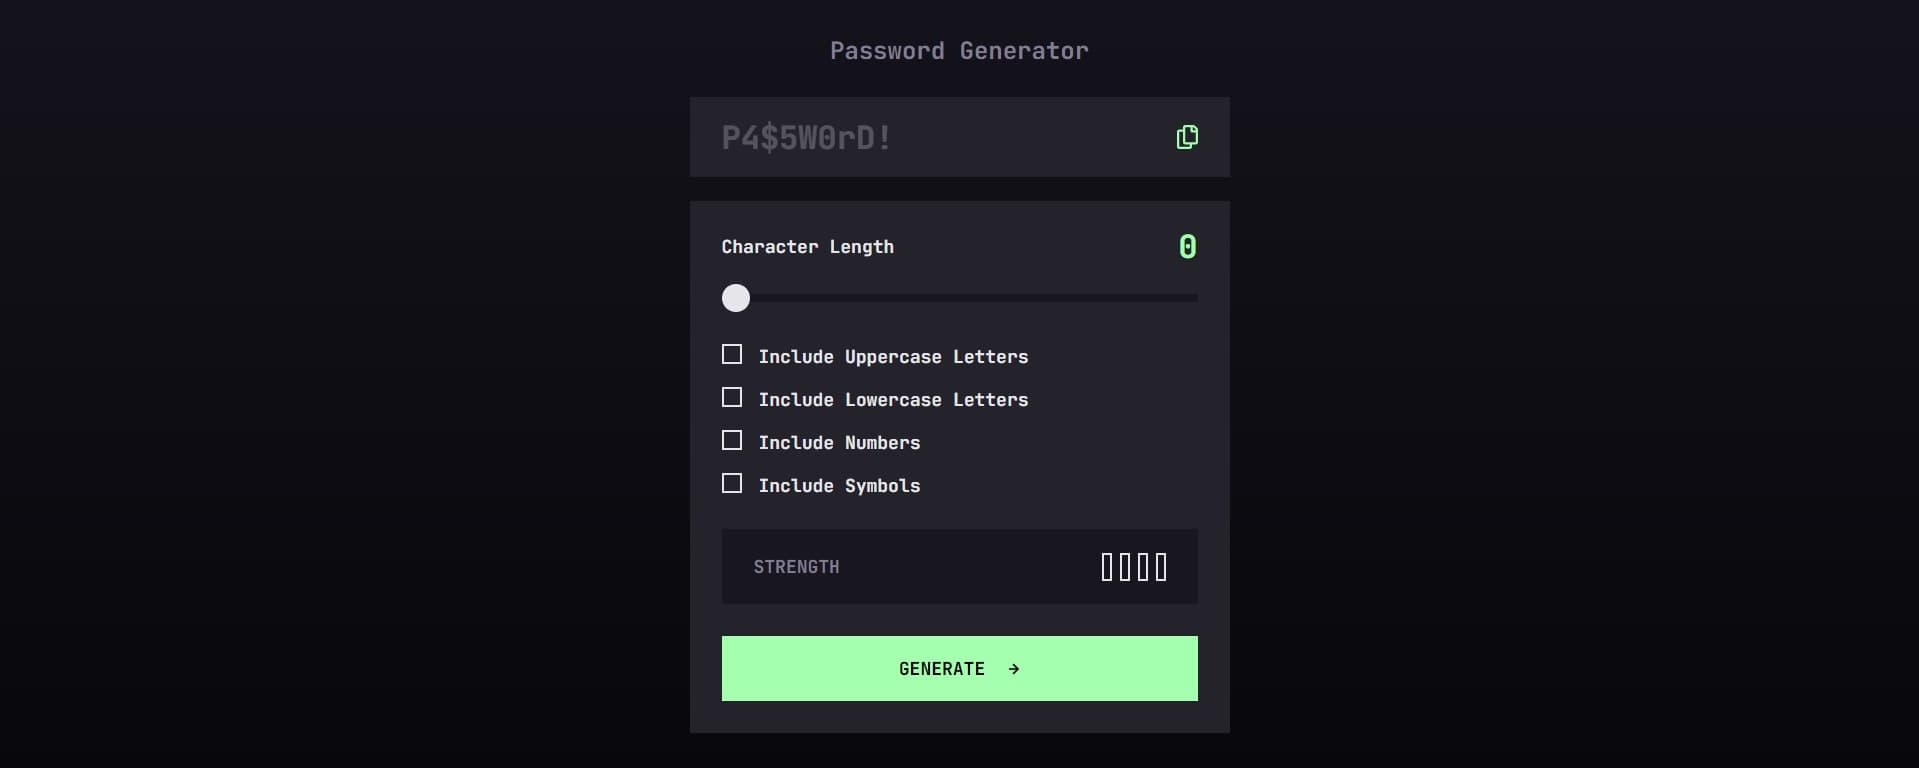 Password Generator
P4$5W0rD!
Character Length 0
Include Uppercase Letters
Include Lowercase Letters
Include Numbers
Include Symbols
STRENGTH
GENERATE →